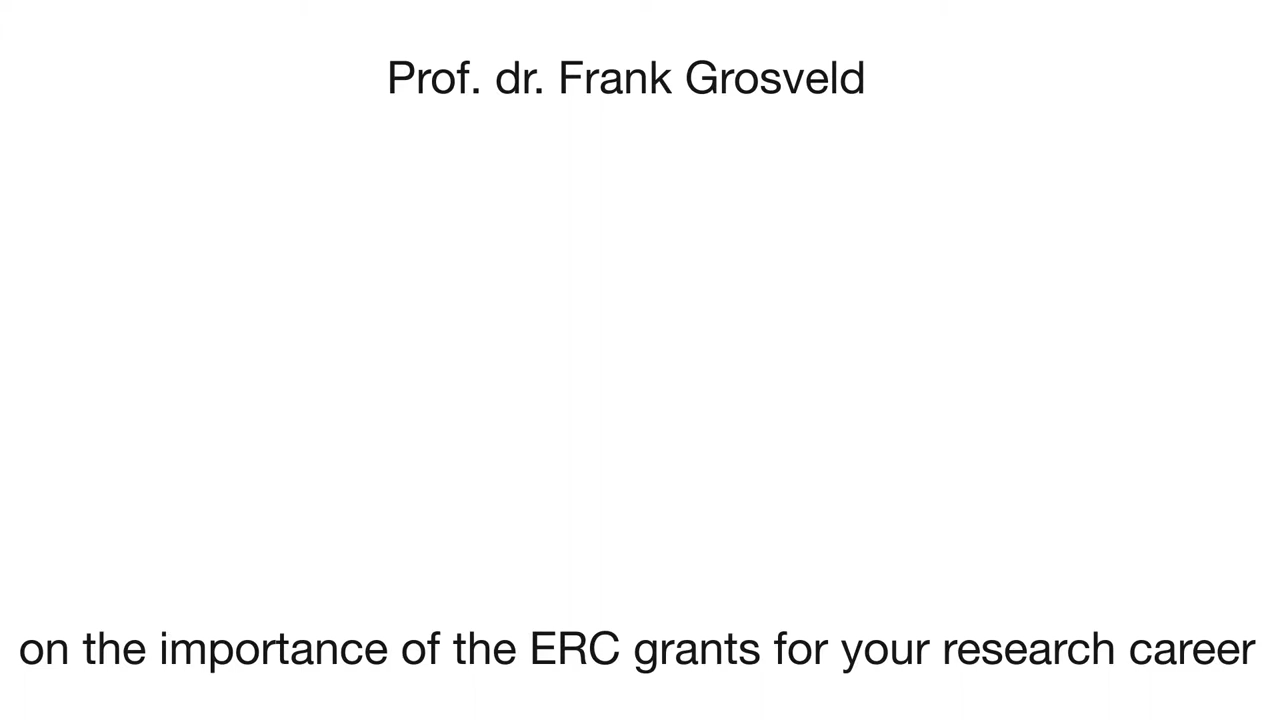 Prof. dr. Frank Grosveld
on the importance of the ERC grants for your research career